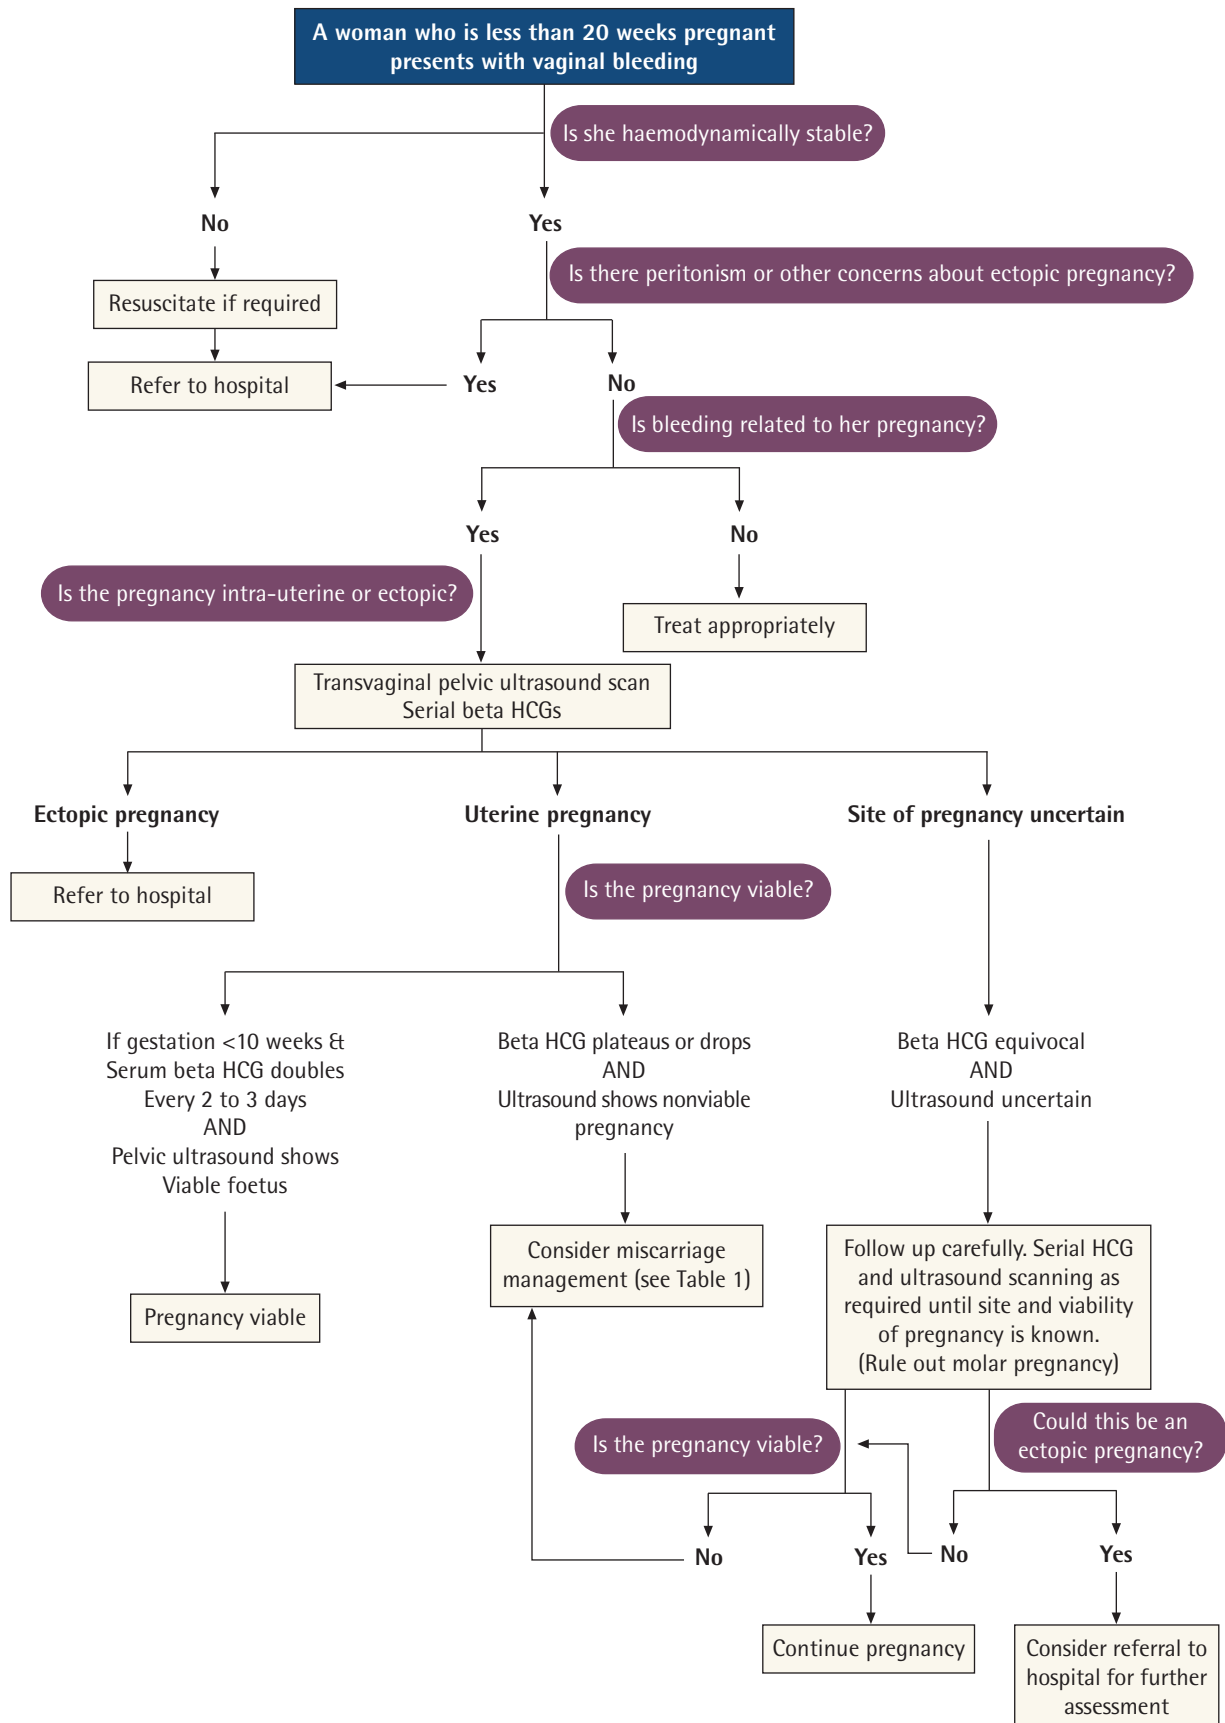 A woman who is less than 20 weeks pregnant
presents with vaginal bleeding
Is she haemodynamically stable?
No
Yes
Is there peritonism or other concerns about ectopic pregnancy?
Resuscitate if required
Refer to hospital
Yes
No
Is bleeding related to her pregnancy?
Yes
No
Is the pregnancy intra-uterine or ectopic?
Treat appropriately
Transvaginal pelvic ultrasound scan
Serial beta HCGs
Ectopic pregnancy
Uterine pregnancy
Site of pregnancy uncertain
Refer to hospital
Is the pregnancy viable?
If gestation <10 weeks &
Serum beta HCG doubles
Every 2 to 3 days
AND
Pelvic ultrasound shows
Viable foetus
Beta HCG plateaus or drops
AND
Ultrasound shows nonviable
pregnancy
Beta HCG equivocal
AND
Ultrasound uncertain
Pregnancy viable
Consider miscarriage
management (see Table 1)
Follow up carefully. Serial HCG
and ultrasound scanning as
required until site and viability
of pregnancy is known.
(Rule out molar pregnancy)
Is the pregnancy viable?
Could this be an
ectopic pregnancy?
No
Yes
No
Yes
Continue pregnancy
Consider referral to
hospital for further
assessment